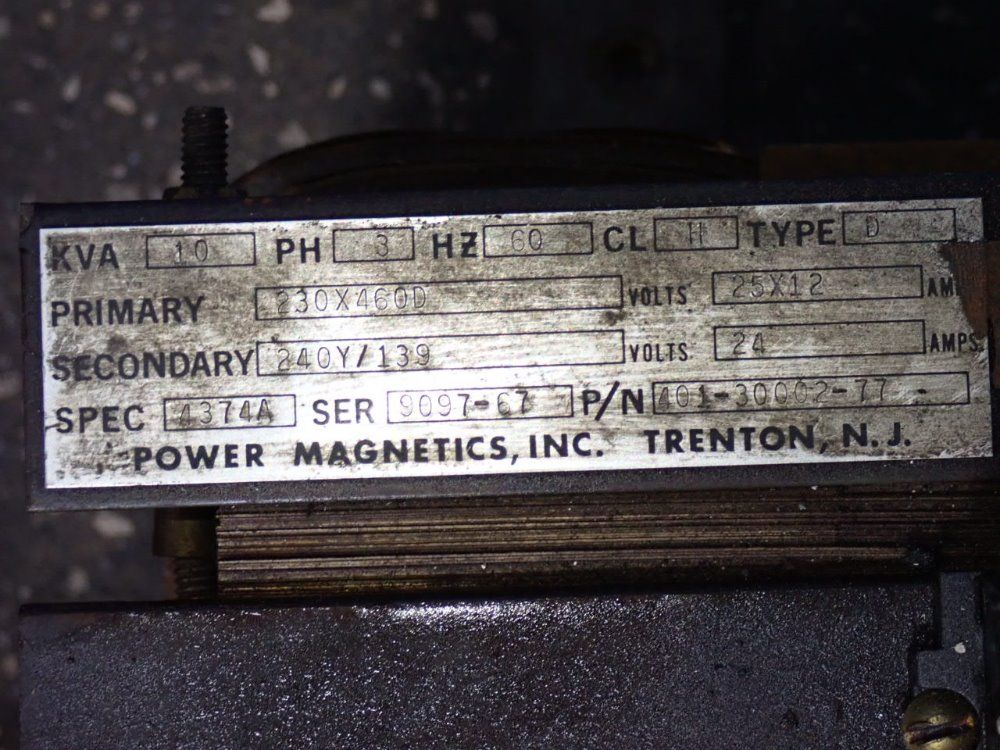 KVA 10 PH 3 HZ 60 CL H TYPE D
PRIMARY 230X460D VOLTS 25X12
SECONDARY 240Y/139 VOLTS 24 AMPS
SPEC 4374A SER 9097-67 P/N 401-30002-77 -
POWER MAGNETICS, INC. TRENTON, N. J.